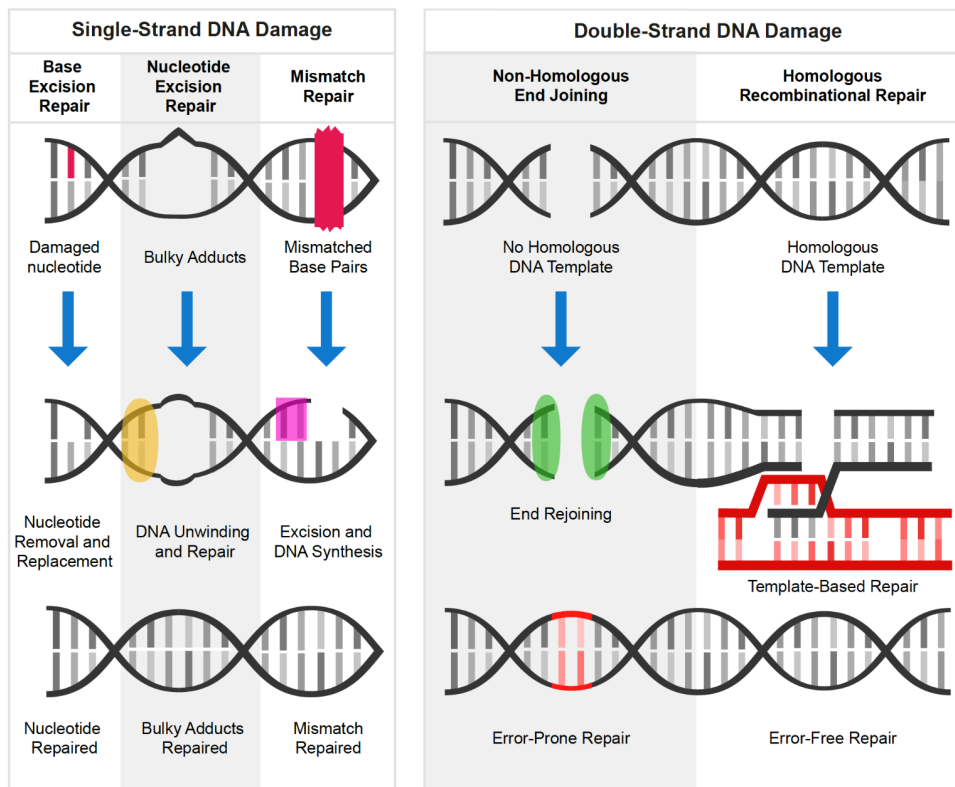 Single-Strand DNA Damage
Base
Excision
Repair
Nucleotide
Excision
Repair
Mismatch
Repair
Damaged
nucleotide
Bulky Adducts
Mismatched
Base Pairs
Nucleotide
Removal and
Replacement
DNA Unwinding
and Repair
Excision and
DNA Synthesis
Nucleotide
Repaired
Bulky Adducts
Repaired
Mismatch
Repaired
Double-Strand DNA Damage
Non-Homologous
End Joining
Homologous
Recombinational Repair
No Homologous
DNA Template
Homologous
DNA Template
End Rejoining
Template-Based Repair
Error-Prone Repair
Error-Free Repair